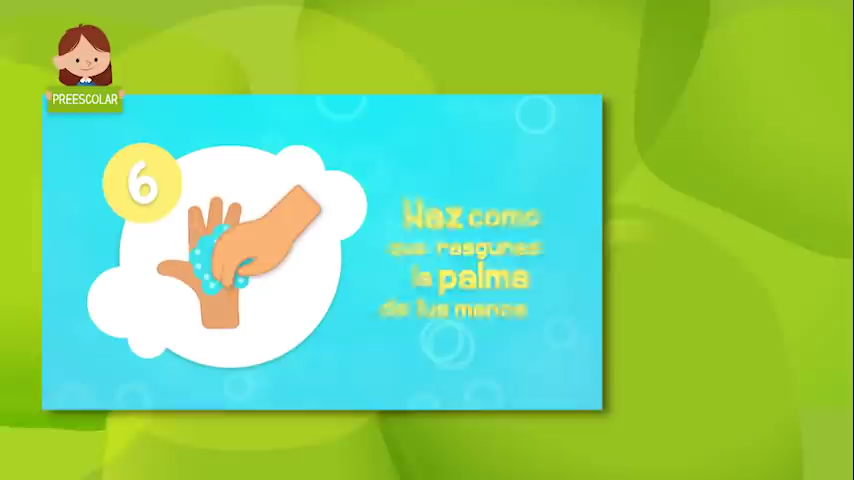 PREESCOLAR
6
Haz como
que rasguñas
la palma
de tus manos